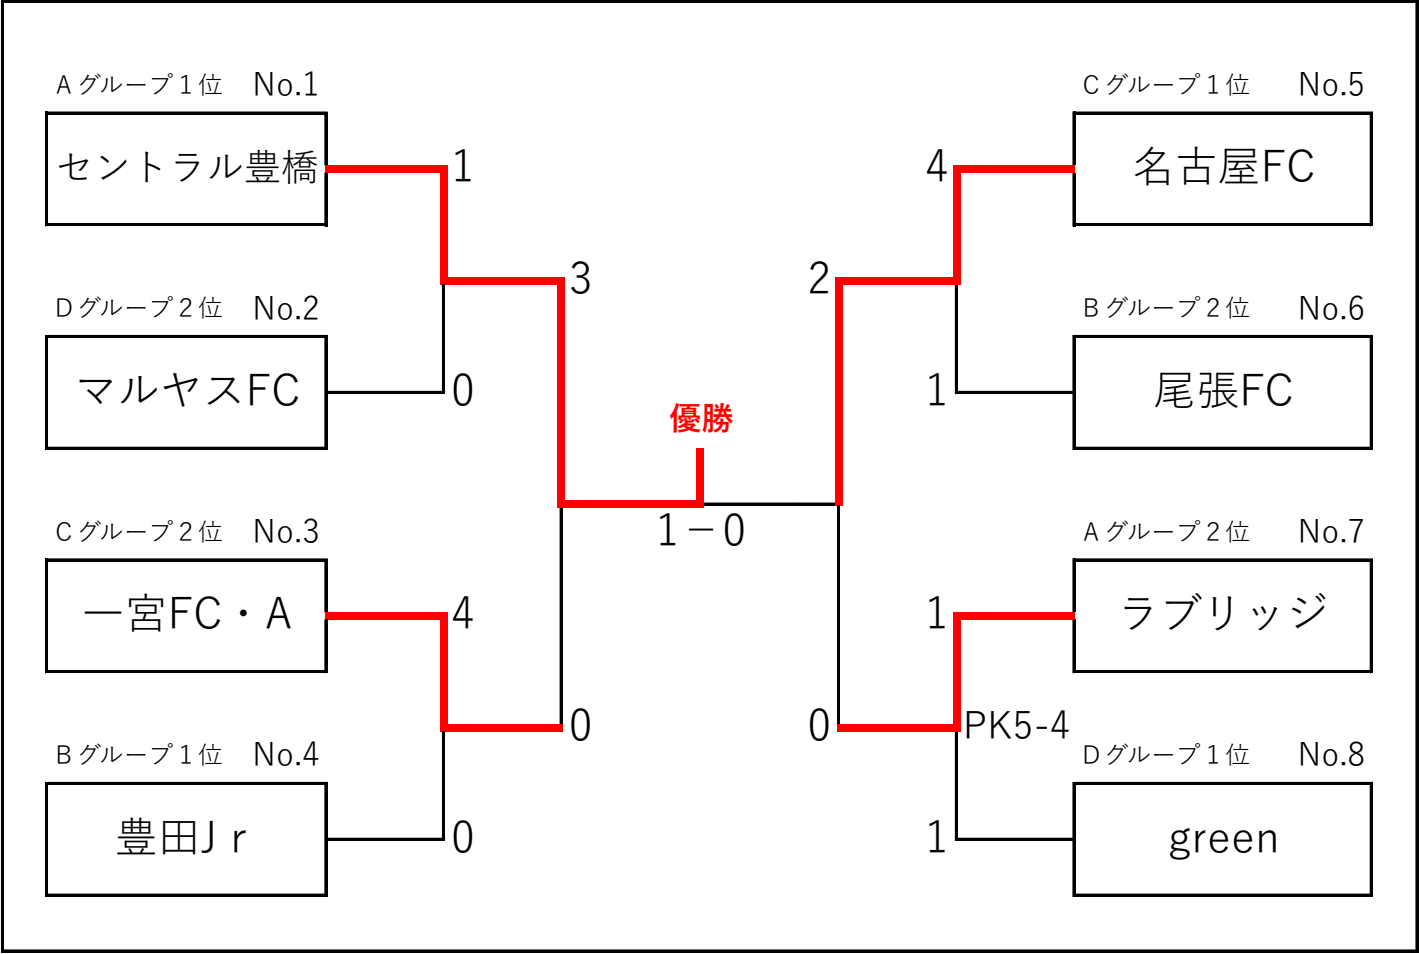 Aグループ1位 No.1
セントラル豊橋
1
Dグループ2位 No.2
マルヤスFC
0
3
Cグループ2位 No.3
一宮FC・A
4
Bグループ1位 No.4
豊田Jr
0
0
優勝
1－0
Cグループ1位 No.5
名古屋FC
4
Bグループ2位 No.6
尾張FC
1
2
Aグループ2位 No.7
ラブリッジ
1
PK5-4
Dグループ1位 No.8
green
1
0